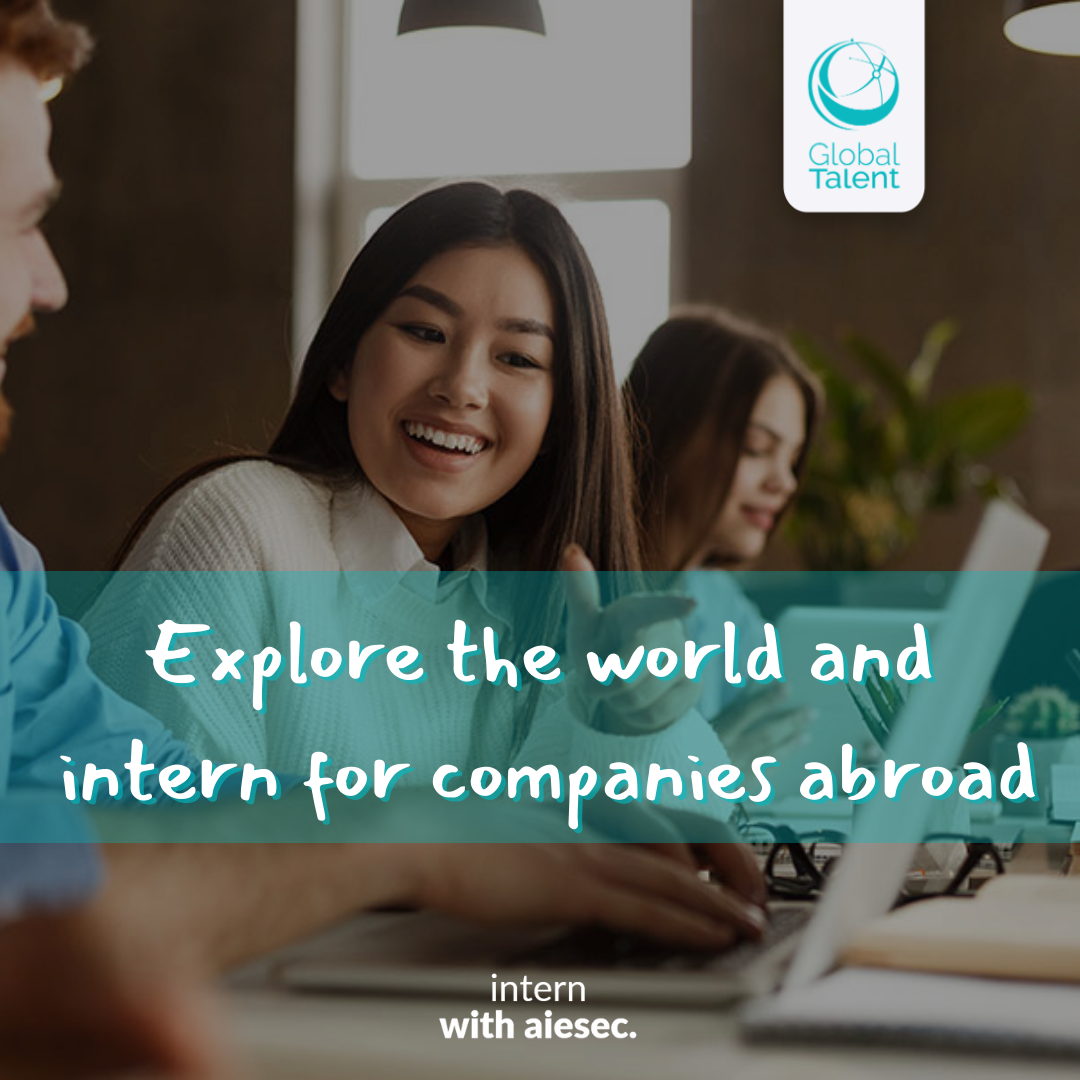 Global
Talent
Explore the world and
intern for companies abroad
intern
with aiesec.